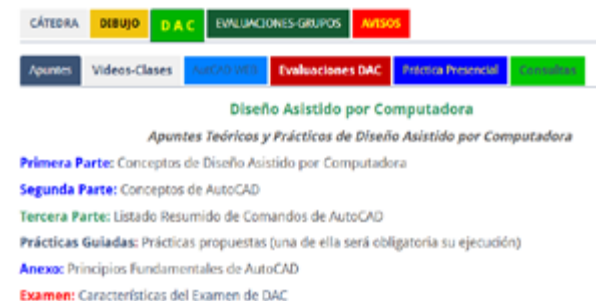 CÁTEDRA DIBUJO D A C EVALUACIONES-GRUPOS AVISOS
Apuntes Videos-Clases AutoCAD WEB Evaluaciones DAC Práctica Presencial Consultas
Diseño Asistido por Computadora
Apuntes Teóricos y Prácticos de Diseño Asistido por Computadora
Primera Parte: Conceptos de Diseño Asistido por Computadora
Segunda Parte: Conceptos de AutoCAD
Tercera Parte: Listado Resumido de Comandos de AutoCAD
Prácticas Guiadas: Prácticas propuestas (una de ella será obligatoria su ejecución)
Anexo: Principios Fundamentales de AutoCAD
Examen: Características del Examen de DAC